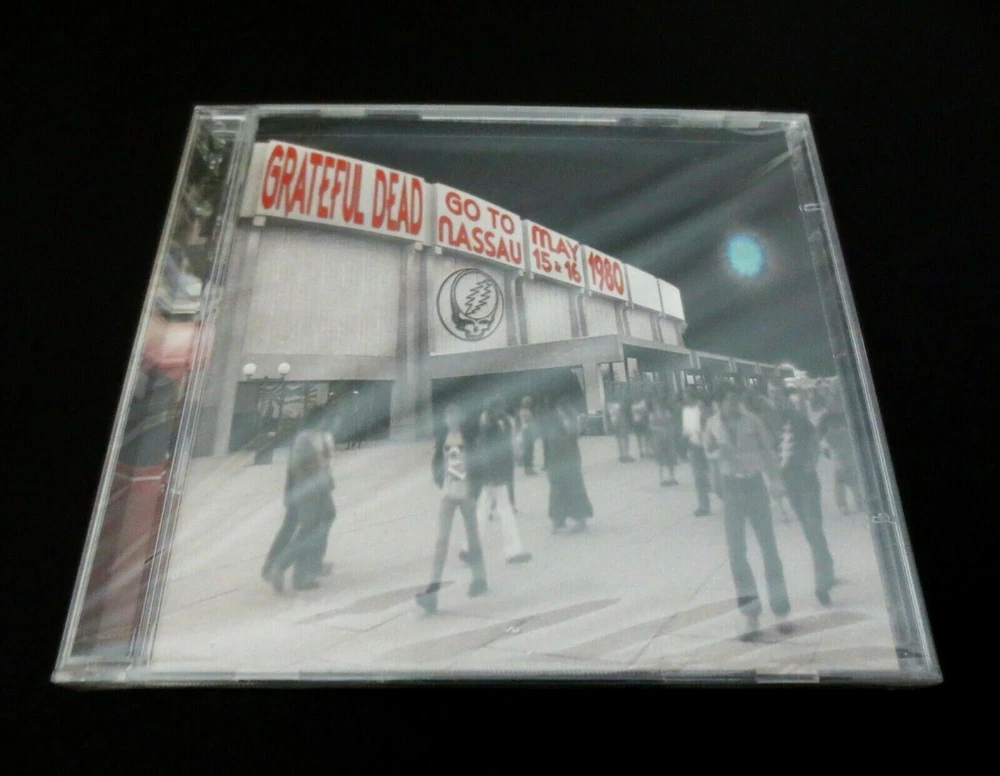 GRATEFUL DEAD
GO TO
NASSAU
MAY
15 & 16
1980